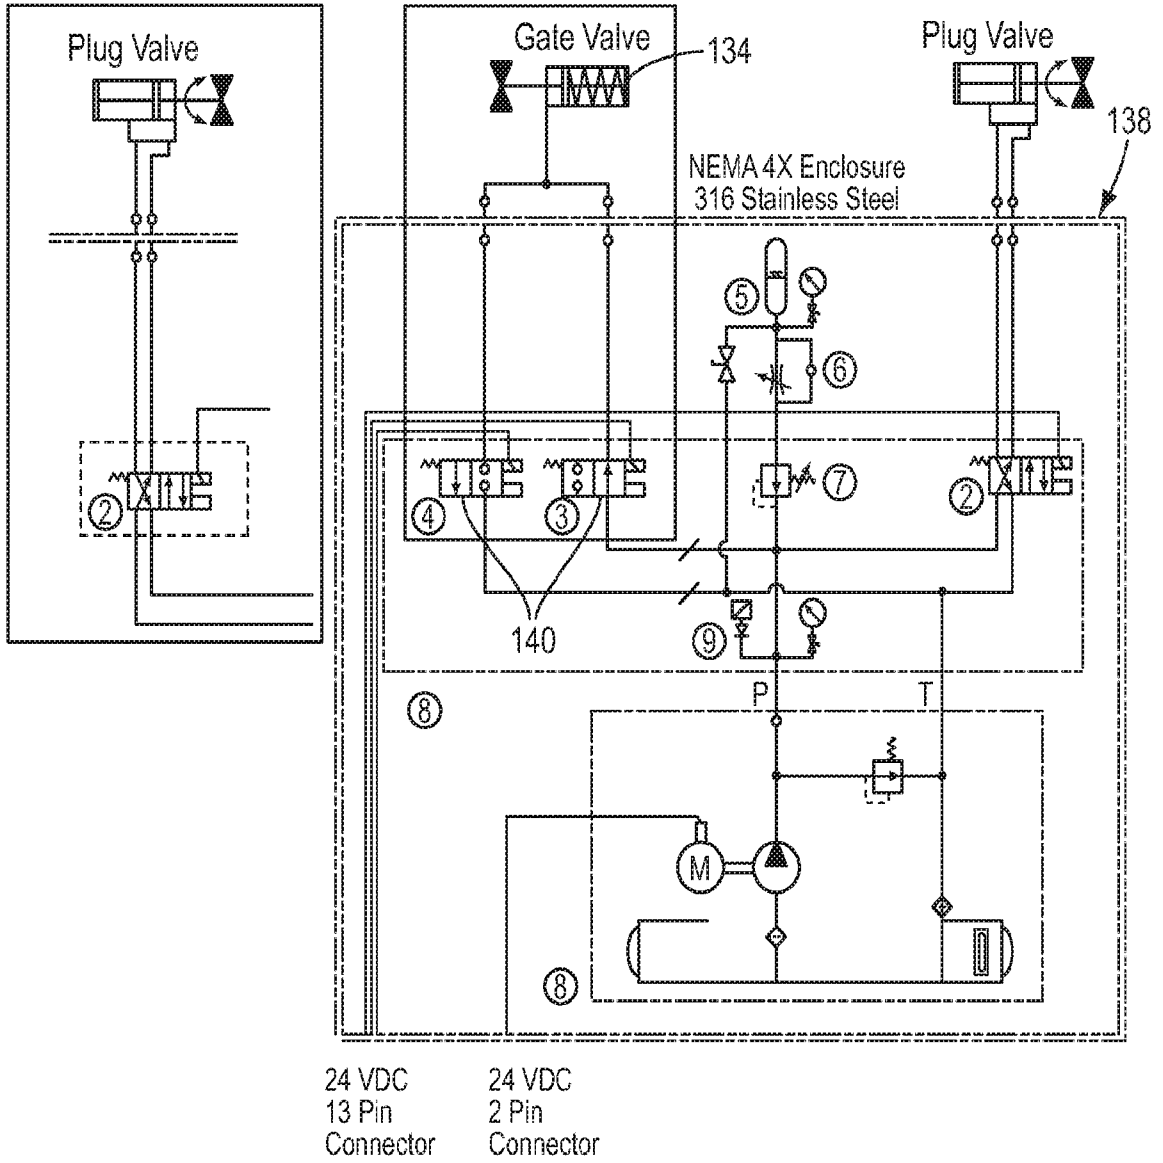 Plug Valve
Gate Valve
134
Plug Valve
138
NEMA 4X Enclosure
316 Stainless Steel
5
6
7
2
4
3
2
140
9
P
T
8
M
8
24 VDC
13 Pin
Connector
24 VDC
2 Pin
Connector